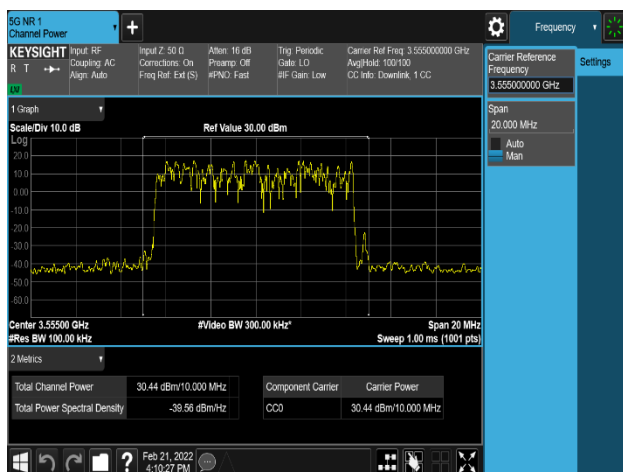 5G NR 1
Channel Power
+
Frequency
KEYSIGHT
R T
LXI
Input: RF
Coupling: AC
Align: Auto
Input Z: 50 Ω
Corrections: On
Freq Ref: Ext (S)
Atten: 16 dB
Preamp: Off
#PNO: Fast
Trig: Periodic
Gate: LO
#IF Gain: Low
Carrier Ref Freq: 3.555000000 GHz
Avg|Hold: 100/100
CC Info: Downlink, 1 CC
Carrier Reference
Frequency
3.555000000 GHz
Settings
Span
20.000 MHz
Auto
Man
1 Graph
Scale/Div 10.0 dB
Ref Value 30.00 dBm
Log
20.0
10.0
0.00
-10.0
-20.0
-30.0
-40.0
-50.0
-60.0
Center 3.55500 GHz
#Video BW 300.00 kHz*
Span 20 MHz
#Res BW 100.00 kHz
Sweep 1.00 ms (1001 pts)
2 Metrics
Total Channel Power 30.44 dBm/10.000 MHz
Total Power Spectral Density -39.56 dBm/Hz
Component Carrier Carrier Power
CC0 30.44 dBm/10.000 MHz
?
Feb 21, 2022
4:10:27 PM